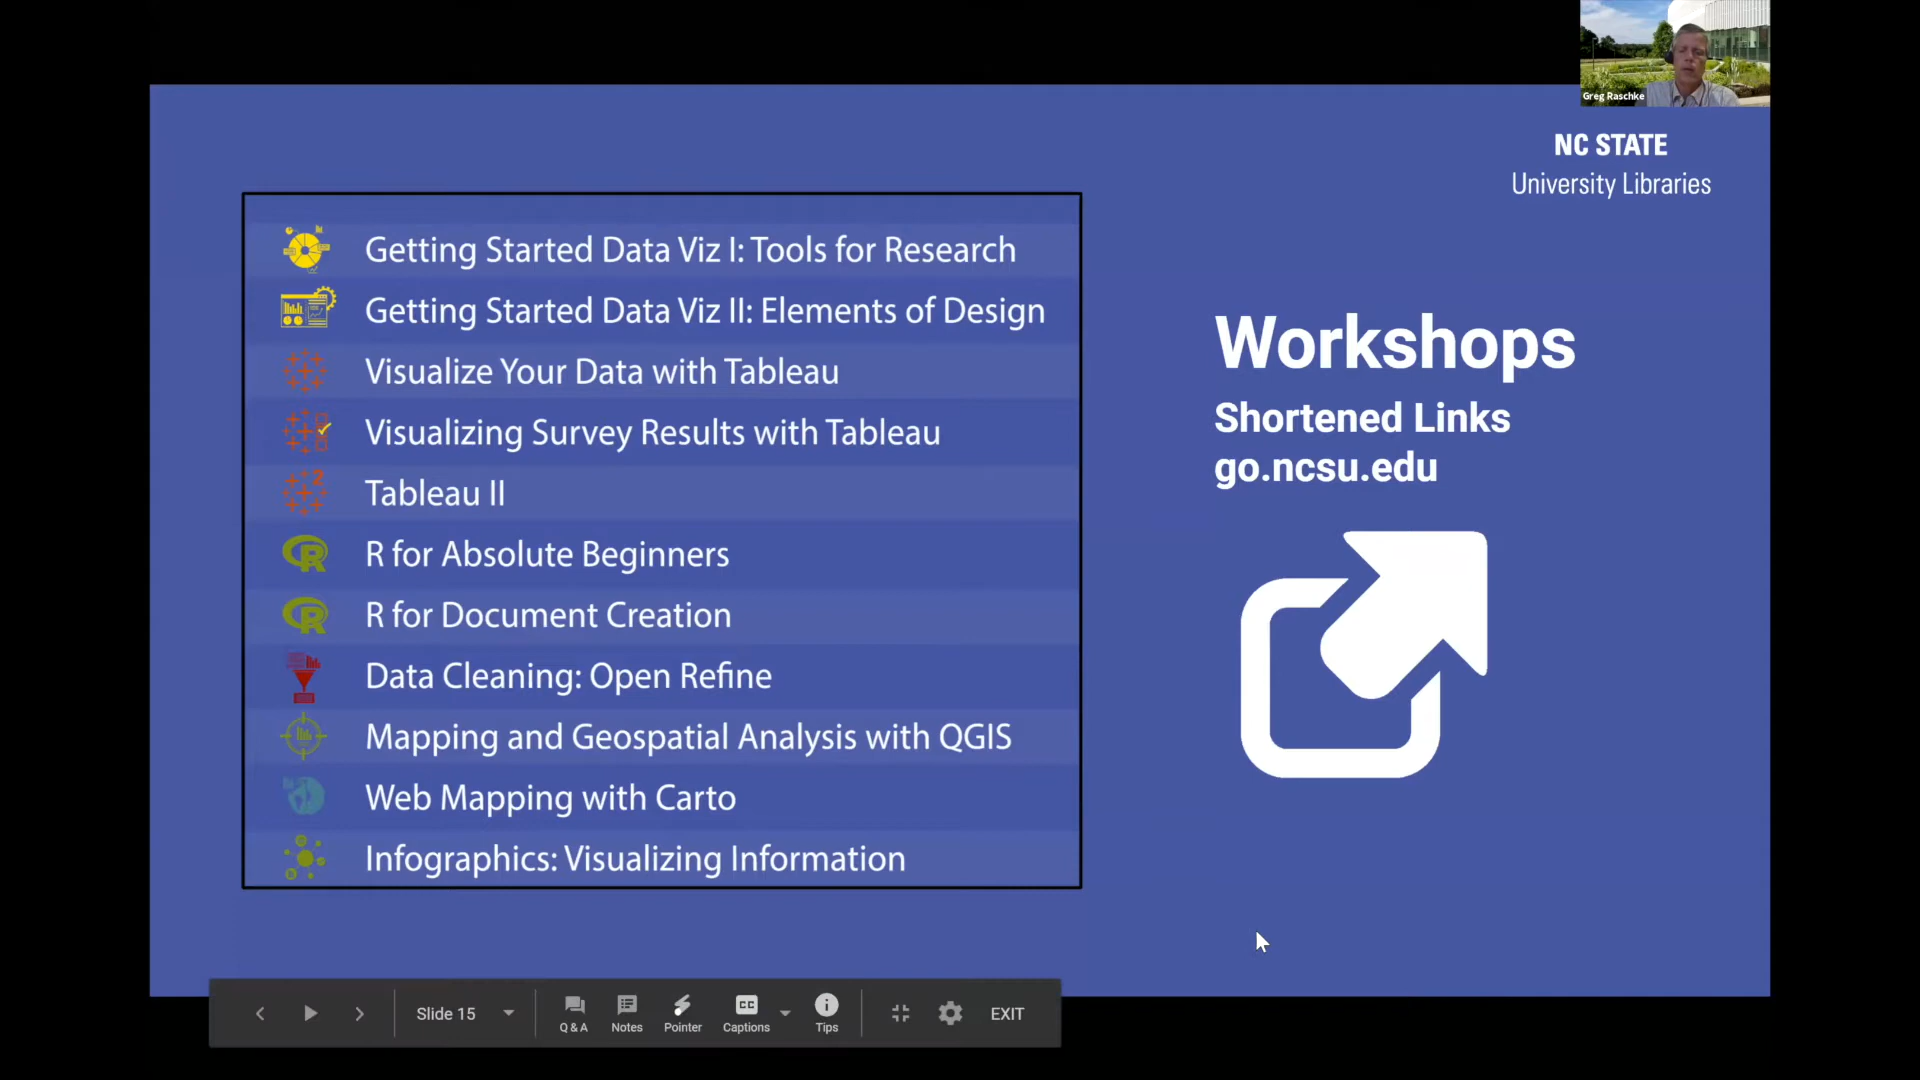 Greg Raschke
NC STATE
University Libraries
Getting Started Data Viz I: Tools for Research
Getting Started Data Viz II: Elements of Design
Visualize Your Data with Tableau
Visualizing Survey Results with Tableau
2
Tableau II
R
R for Absolute Beginners
R
R for Document Creation
Data Cleaning: Open Refine
Mapping and Geospatial Analysis with QGIS
Web Mapping with Carto
Infographics: Visualizing Information
Workshops
Shortened Links
go.ncsu.edu
Slide 15
Q & A
Notes
Pointer
CC
Captions
Tips
EXIT